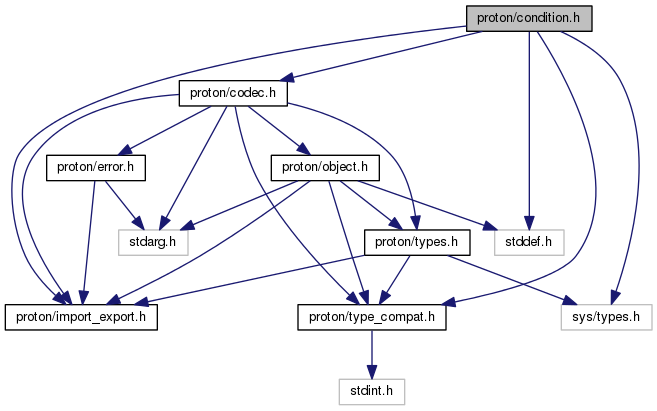 proton/condition.h
proton/codec.h
proton/error.h
proton/object.h
stdarg.h
proton/types.h
stddef.h
proton/import_export.h
proton/type_compat.h
sys/types.h
stdint.h